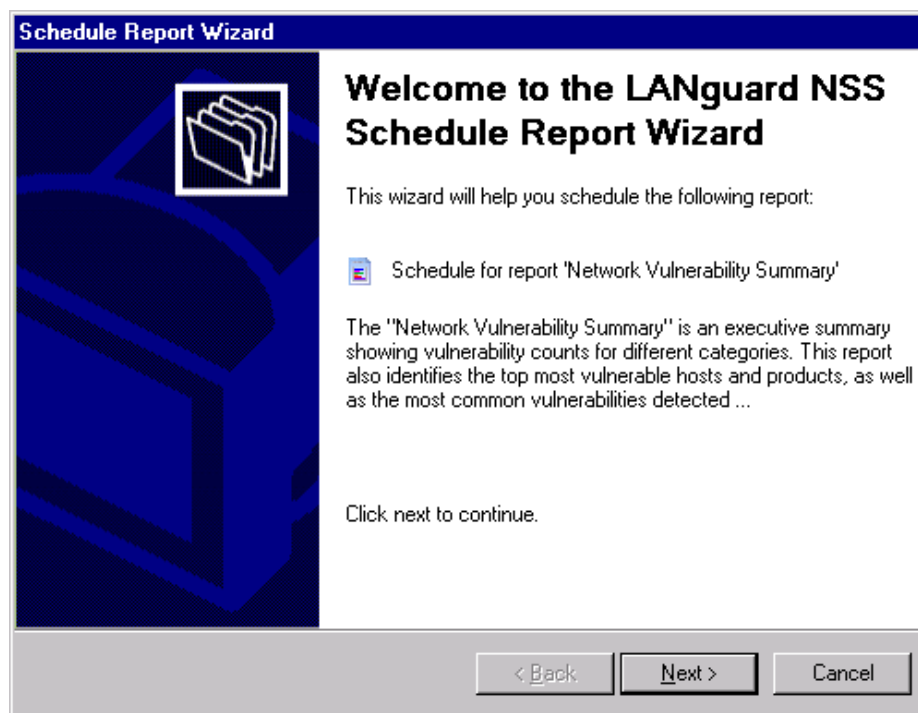 Schedule Report Wizard
Welcome to the LANguard NSS
Schedule Report Wizard
This wizard will help you schedule the following report:
Schedule for report 'Network Vulnerability Summary'
The "Network Vulnerability Summary" is an executive summary
showing vulnerability counts for different categories. This report
also identifies the top most vulnerable hosts and products, as well
as the most common vulnerabilities detected ...
Click next to continue.
< Back
Next >
Cancel